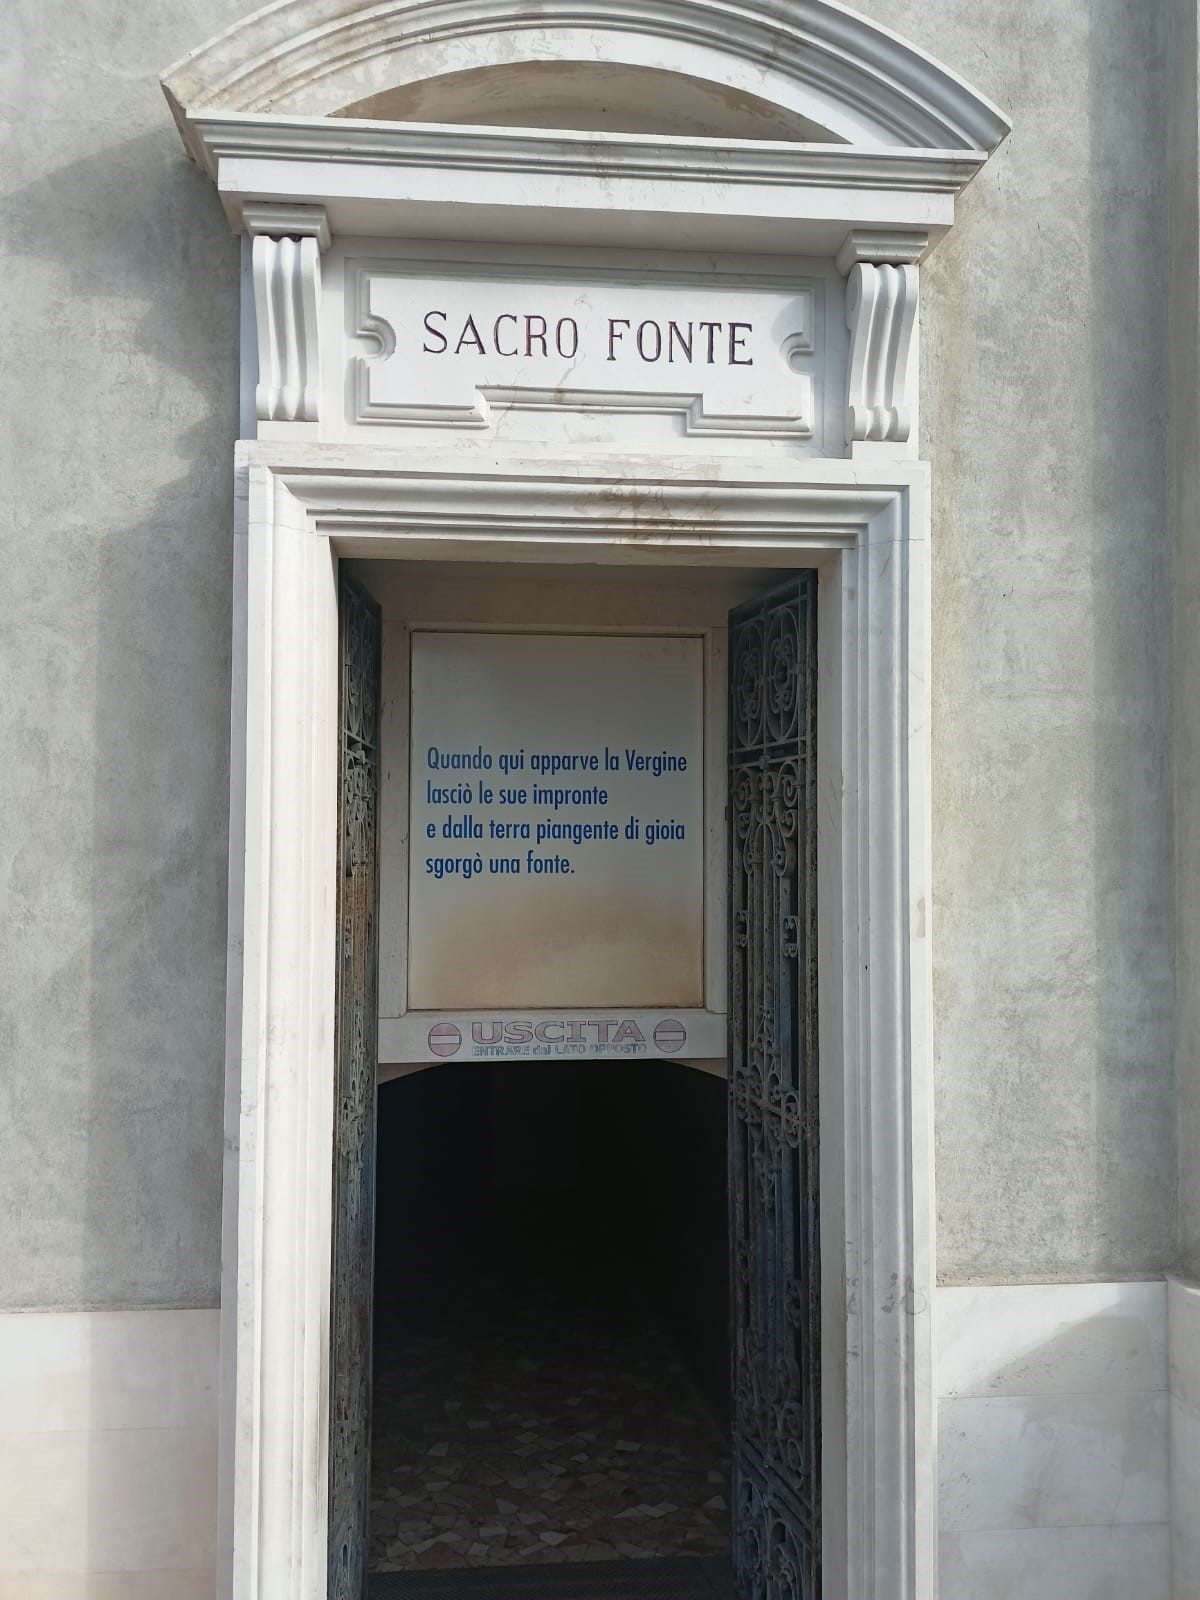 SACRO FONTE
Quando qui apparve la Vergine
lasciò le sue impronte
e dalla terra piangente di gioia
sgorgò una fonte.
USCITA
ENTRARE dal LATO OPPOSTO